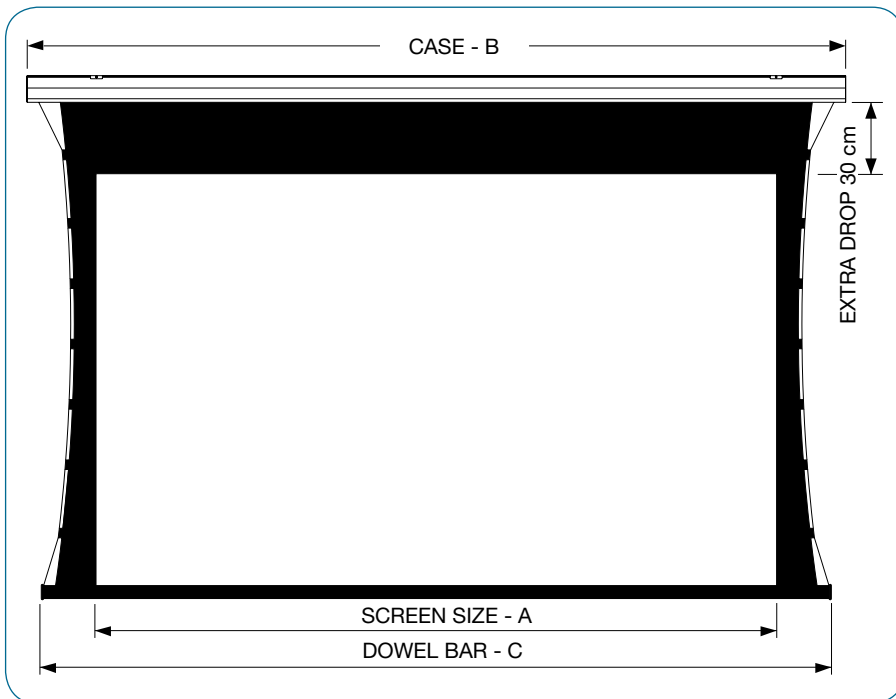 CASE - B
EXTRA DROP 30 cm
SCREEN SIZE - A
DOWEL BAR - C